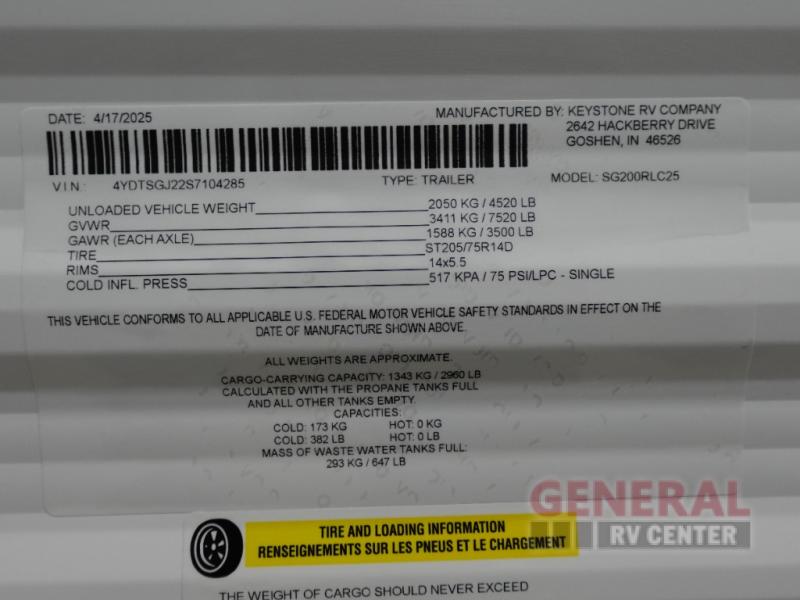 DATE: 4/17/2025
MANUFACTURED BY: KEYSTONE RV COMPANY
2642 HACKBERRY DRIVE
GOSHEN, IN 46526
VIN: 4YDTSGJ22S7104285 TYPE: TRAILER MODEL: SG200RLC25
UNLOADED VEHICLE WEIGHT 2050 KG / 4520 LB
GVWR 3411 KG / 7520 LB
GAWR (EACH AXLE) 1588 KG / 3500 LB
TIRE ST205/75R14D
RIMS 14x5.5
COLD INFL. PRESS 517 KPA / 75 PSI/LPC - SINGLE
THIS VEHICLE CONFORMS TO ALL APPLICABLE U.S. FEDERAL MOTOR VEHICLE SAFETY STANDARDS IN EFFECT ON THE
DATE OF MANUFACTURE SHOWN ABOVE.
ALL WEIGHTS ARE APPROXIMATE.
CARGO-CARRYING CAPACITY: 1343 KG / 2960 LB
CALCULATED WITH THE PROPANE TANKS FULL
AND ALL OTHER TANKS EMPTY.
CAPACITIES:
COLD: 173 KG HOT: 0 KG
COLD: 382 LB HOT: 0 LB
MASS OF WASTE WATER TANKS FULL:
293 KG / 647 LB
GENERAL
RV CENTER
TIRE AND LOADING INFORMATION
RENSEIGNEMENTS SUR LES PNEUS ET LE CHARGEMENT
THE WEIGHT OF CARGO SHOULD NEVER EXCEED